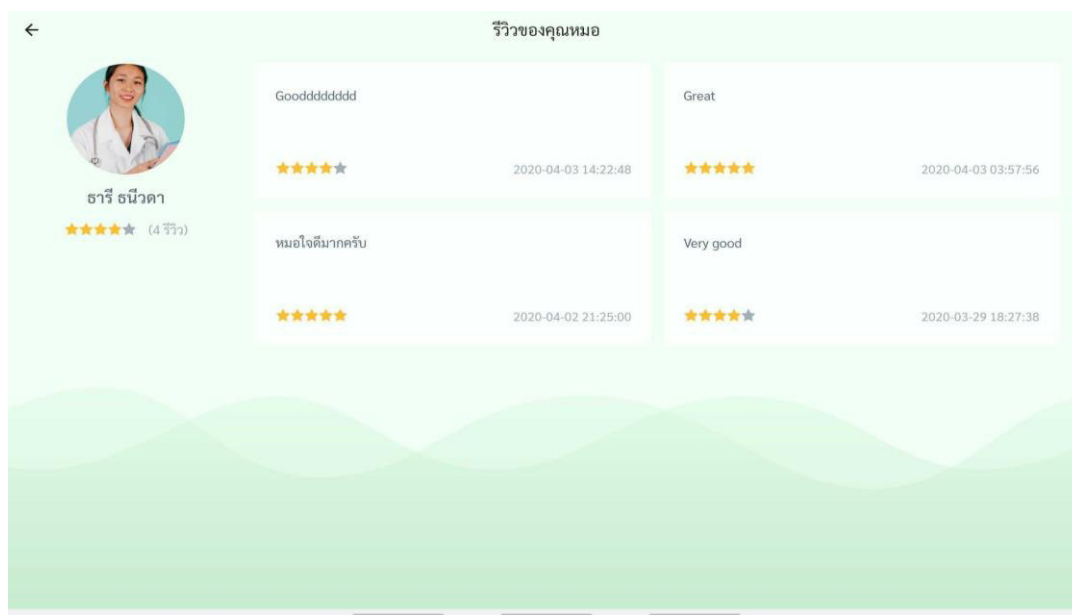 รีวิวของคุณหมอ
ธารี ธนีวดา
(4 รีวิว)
Gooddddddddd
2020-04-03 14:22:48
Great
2020-04-03 03:57:56
หมอใจดีมากครับ
2020-04-02 21:25:00
Very good
2020-03-29 18:27:38